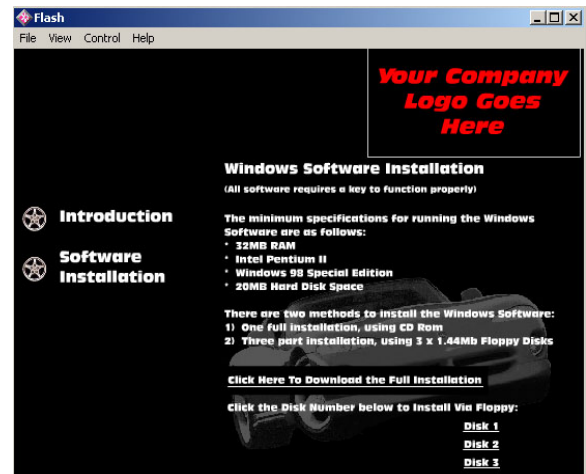 Flash
File View Control Help
Your Company
Logo Goes
Here
Windows Software Installation
(All software requires a key to function properly)
Introduction
Software
Installation
The minimum specifications for running the Windows
Software are as follows:
* 32MB RAM
* Intel Pentium II
* Windows 98 Special Edition
* 20MB Hard Disk Space
There are two methods to install the Windows Software:
1) One full installation, using CD Rom
2) Three part installation, using 3 x 1.44Mb Floppy Disks
Click Here To Download the Full Installation
Click the Disk Number below to Install Via Floppy:
Disk 1
Disk 2
Disk 3